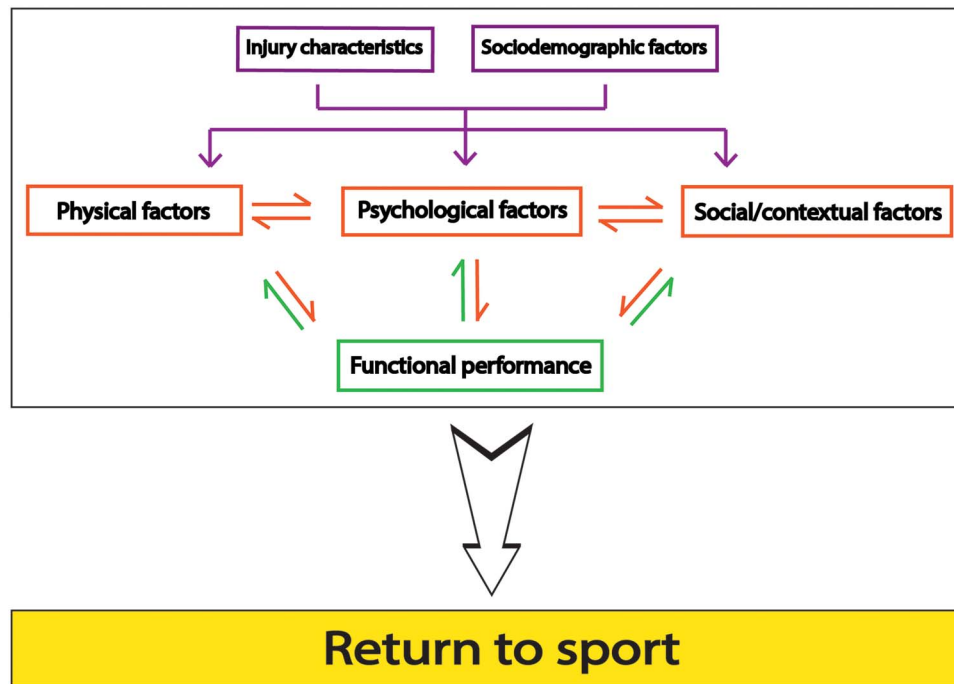 Injury characteristics
Sociodemographic factors
Physical factors
Psychological factors
Social/contextual factors
Functional performance
Return to sport